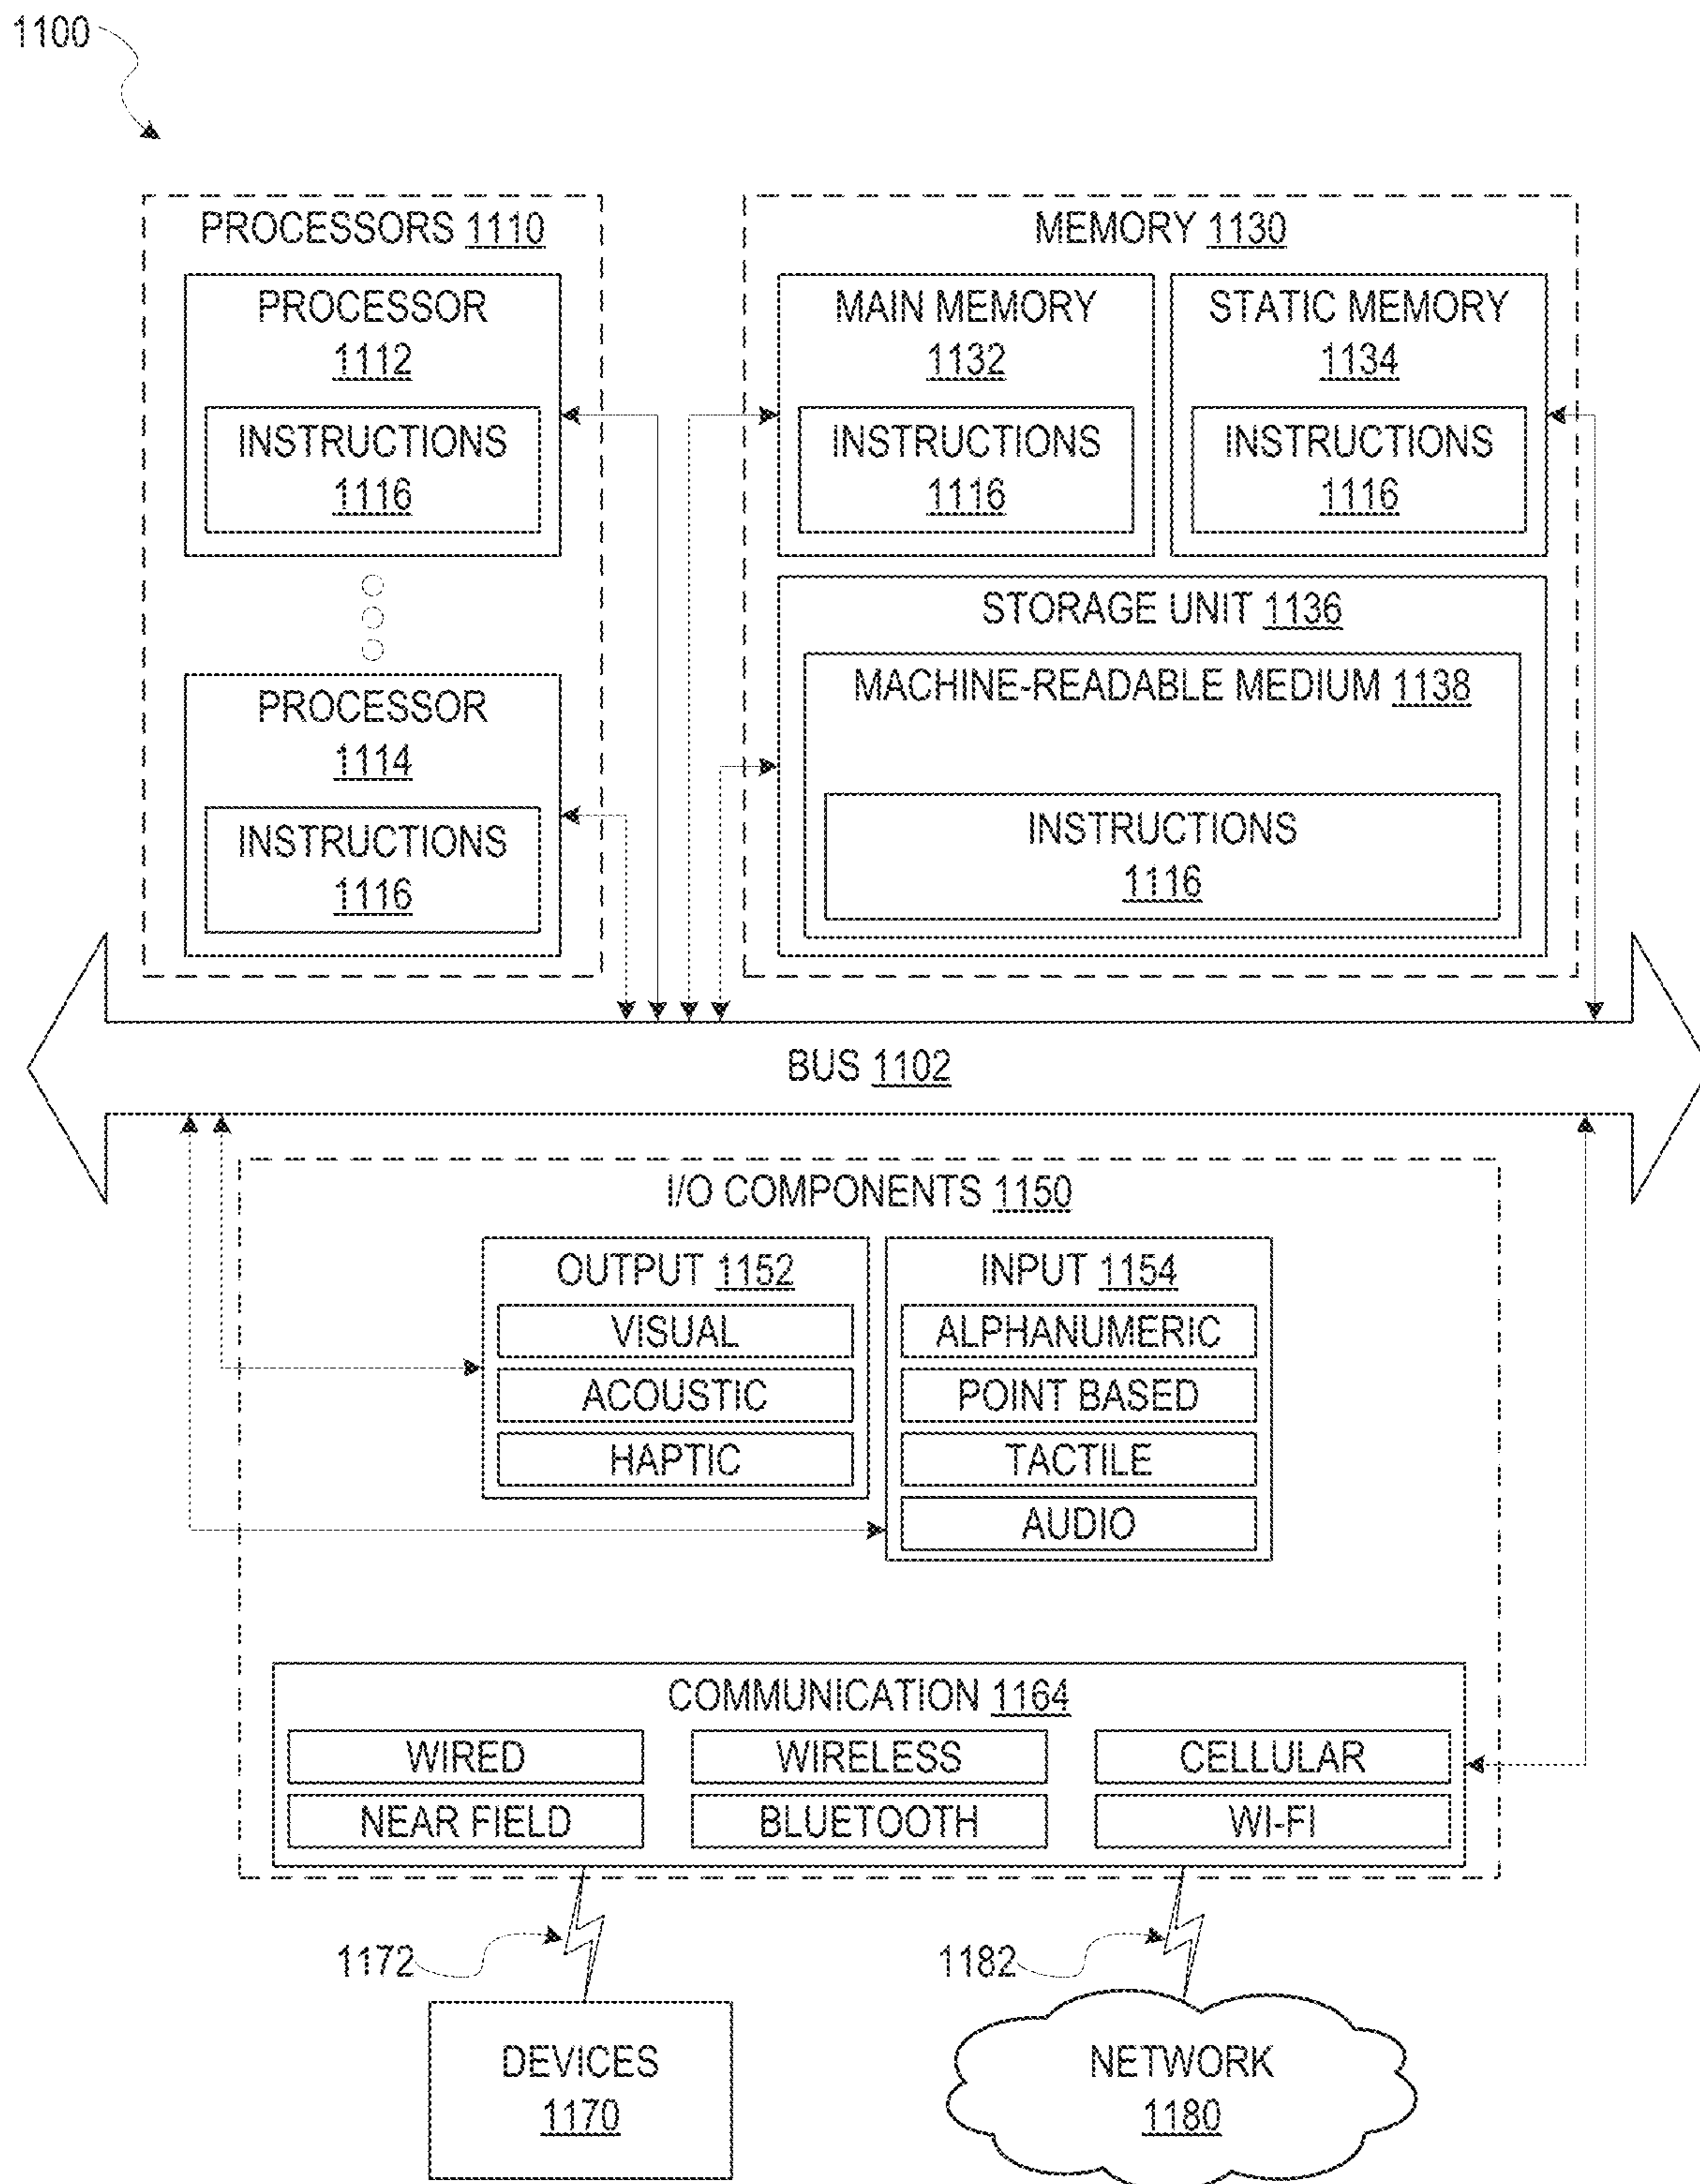 1100
PROCESSORS 1110
PROCESSOR
1112
INSTRUCTIONS
1116
PROCESSOR
1114
INSTRUCTIONS
1116
MEMORY 1130
MAIN MEMORY
1132
INSTRUCTIONS
1116
STATIC MEMORY
1134
INSTRUCTIONS
1116
STORAGE UNIT 1136
MACHINE-READABLE MEDIUM 1138
INSTRUCTIONS
1116
BUS 1102
I/O COMPONENTS 1150
OUTPUT 1152
VISUAL
ACOUSTIC
HAPTIC
INPUT 1154
ALPHANUMERIC
POINT BASED
TACTILE
AUDIO
COMMUNICATION 1164
WIRED
WIRELESS
CELLULAR
NEAR FIELD
BLUETOOTH
WI-FI
1172
1182
DEVICES
1170
NETWORK
1180